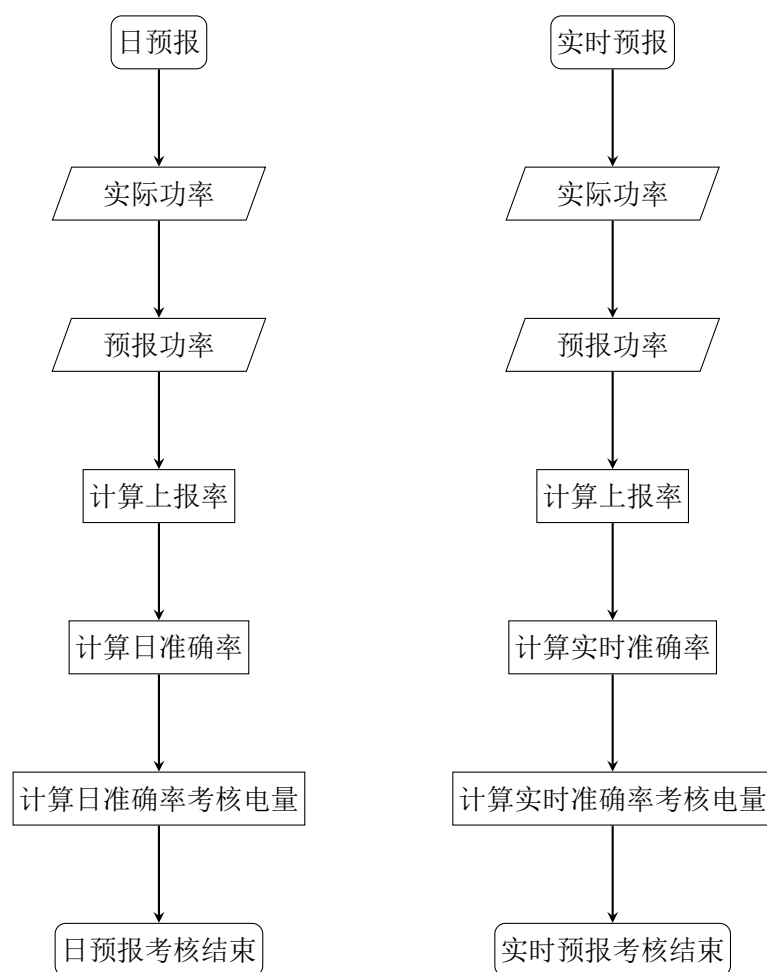 日预报
实际功率
预报功率
计算上报率
计算日准确率
计算日准确率考核电量
日预报考核结束
实时预报
实际功率
预报功率
计算上报率
计算实时准确率
计算实时准确率考核电量
实时预报考核结束